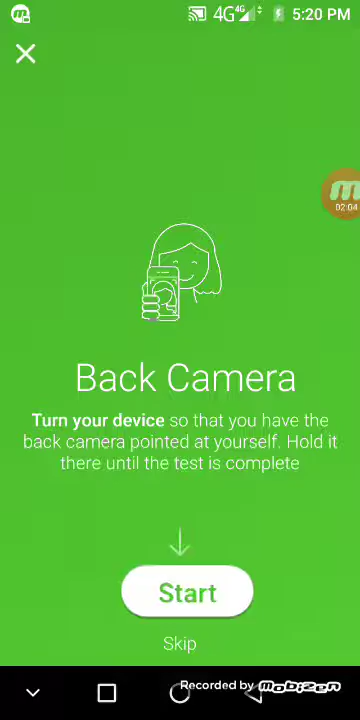 4G 4G 5:20 PM
02:04
Back Camera
Turn your device so that you have the
back camera pointed at yourself. Hold it
there until the test is complete
Start
Skip
Recorded by mobizen